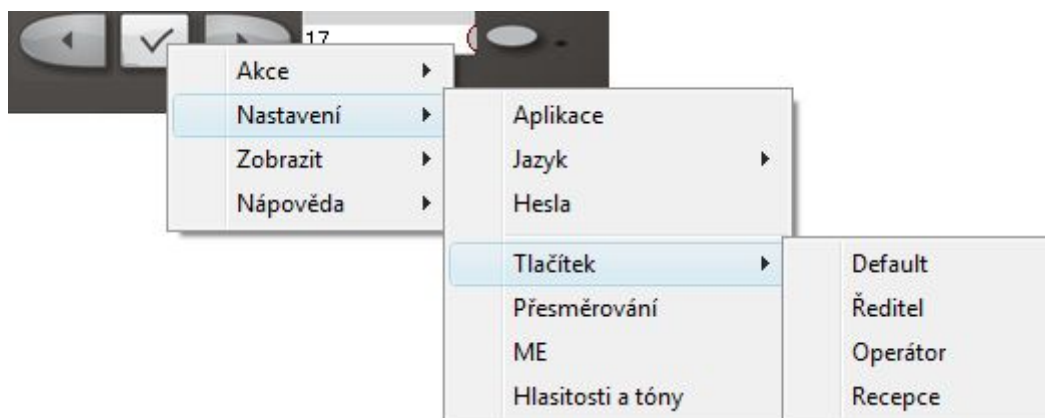 17
Akce
Nastavení
Zobrazit
Nápověda
Aplikace
Jazyk
Hesla
Tlačítek
Přesměrování
ME
Hlasitosti a tóny
Default
Ředitel
Operátor
Recepce